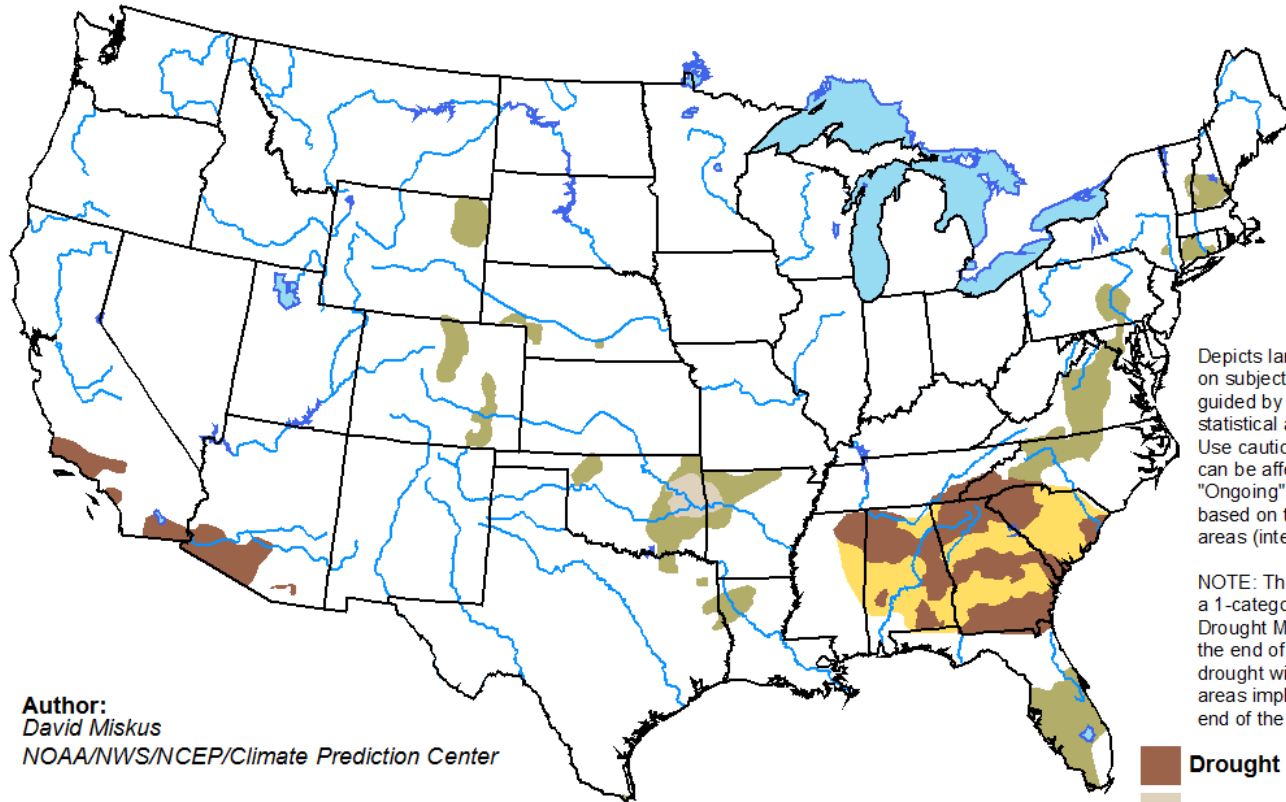 Depicts lar
on subject
guided by
statistical a
Use cautio
can be affe
"Ongoing"
based on t
areas (inte
NOTE: Th
a 1-catego
Drought M
the end of
drought wi
areas impl
end of the
Author:
David Miskus
NOAA/NWS/NCEP/Climate Prediction Center
Drought